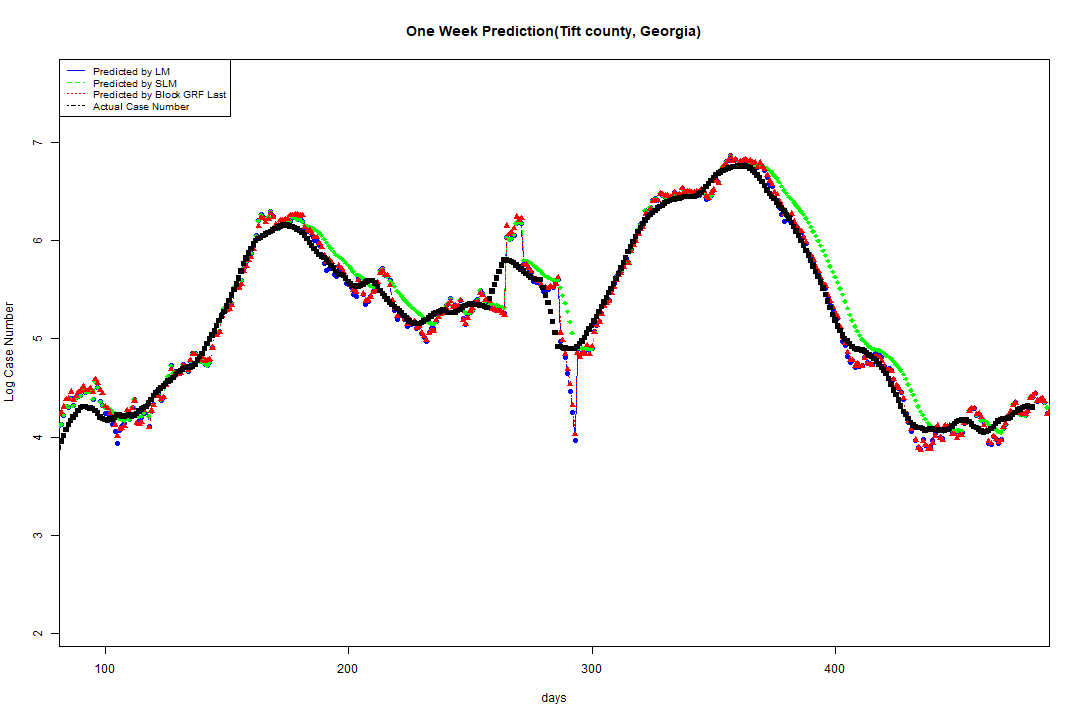 One Week Prediction(Tift county, Georgia)
Predicted by LM
Predicted by SLM
Predicted by Block GRF Last
Actual Case Number
7
6
5
4
3
2
Log Case Number
100 200 300 400
days